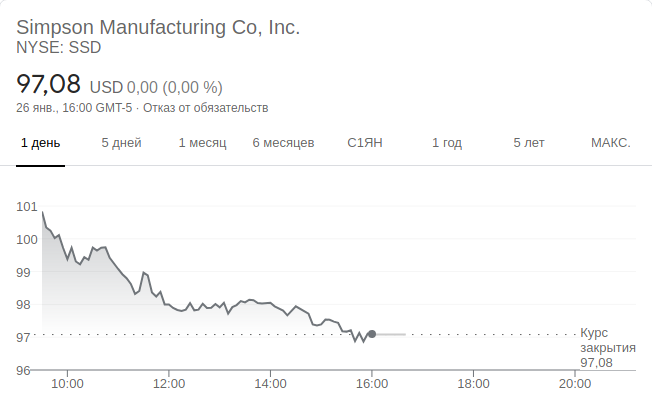 Simpson Manufacturing Co, Inc.
NYSE: SSD
97,08 USD 0,00 (0,00 %)
26 янв., 16:00 GMT-5 · Отказ от обязательств
1 день 5 дней 1 месяц 6 месяцев С1ЯН 1 год 5 лет МАКС.
101
100
99
98
97
96
Курс
закрытия
97,08
10:00 12:00 14:00 16:00 18:00 20:00